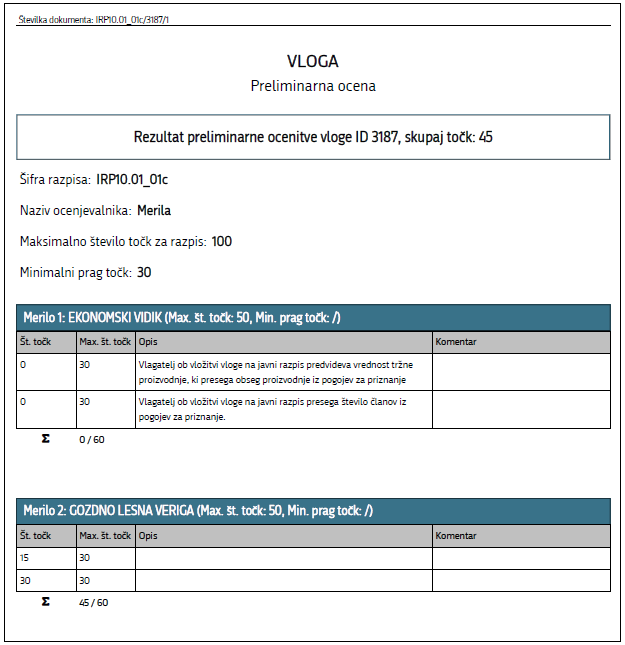 Številka dokumenta: IRP10.01_01c/3187/1
VLOGA
Preliminarna ocena
Rezultat preliminarne ocenitve vloge ID 3187, skupaj točk: 45
Šifra razpisa: IRP10.01_01c
Naziv ocenjevalnika: Merila
Maksimalno število točk za razpis: 100
Minimalni prag točk: 30
Merilo 1: EKONOMSKI VIDIK (Max. št. točk: 50, Min. prag točk: /)
Št. točk Max. št. točk Opis Komentar
0 30 Vlagatelj ob vložitvi vloge na javni razpis predvideva vrednost tržne
proizvodnje, ki presega obseg proizvodnje iz pogojev za priznanje
0 30 Vlagatelj ob vložitvi vloge na javni razpis presega število članov iz
pogojev za priznanje.
Σ 0 / 60
Merilo 2: GOZDNO LESNA VERIGA (Max. št. točk: 50, Min. prag točk: /)
Št. točk Max. št. točk Opis Komentar
15 30
30 30
Σ 45 / 60